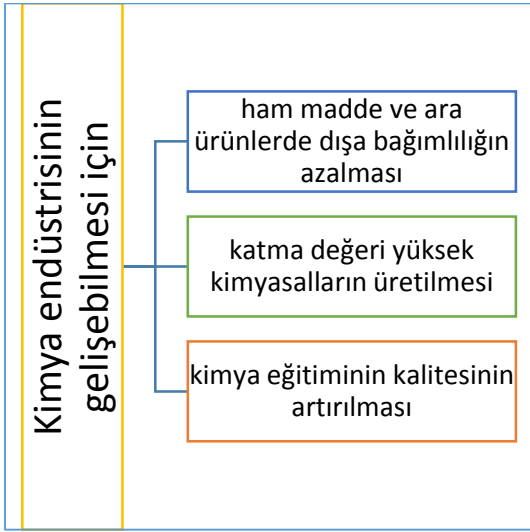 Kimya endüstrisinin
gelişebilmesi için
ham madde ve ara
ürünlerde dışa bağımlılığın
azalması
katma değeri yüksek
kimyasalların üretilmesi
kimya eğitiminin kalitesinin
artırılması